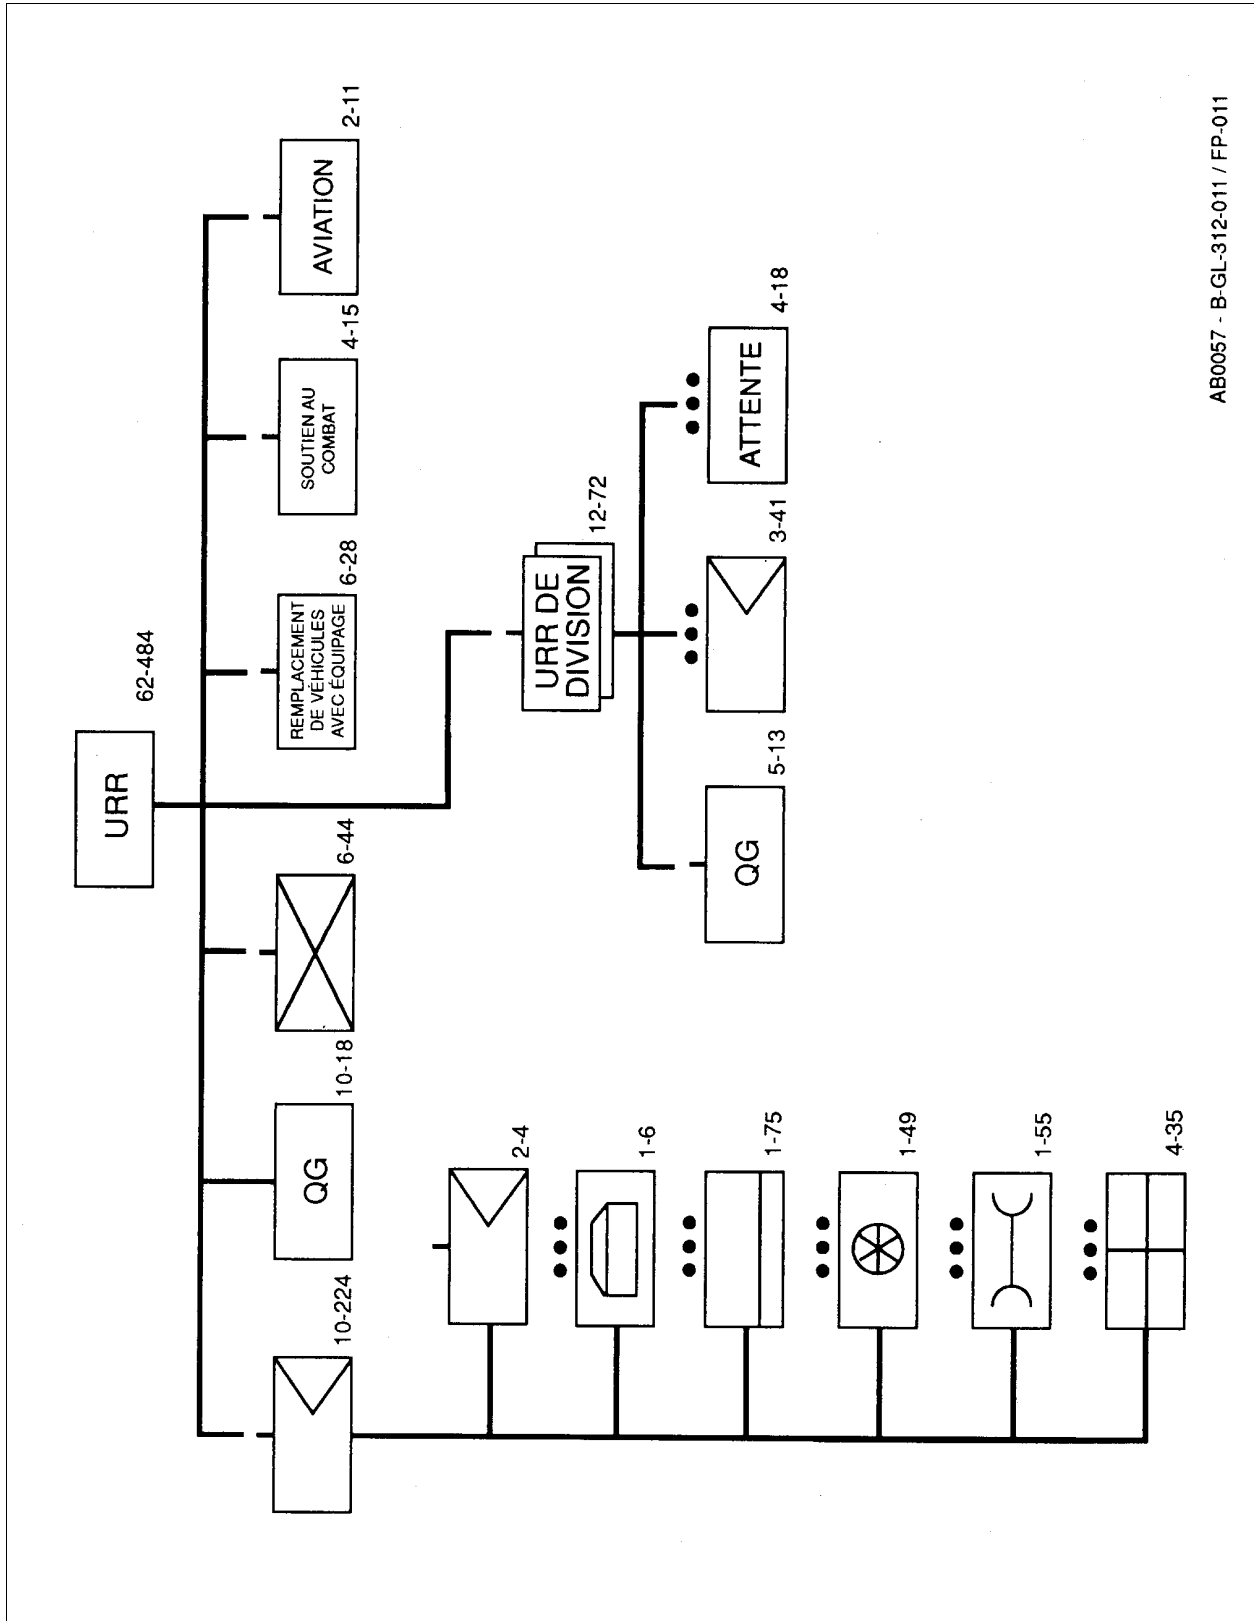 URR
62-484
10-224
QG
10-18
6-44
REMPLACEMENT
DE VÉHICULES
AVEC ÉQUIPAGE
6-28
SOUTIEN AU
COMBAT
4-15
AVIATION
2-11
2-4
1-6
1-75
1-49
1-55
4-35
URR DE
DIVISION
12-72
QG
5-13
3-41
ATTENTE
4-18
AB0057 - B-GL-312-011 / FP-011